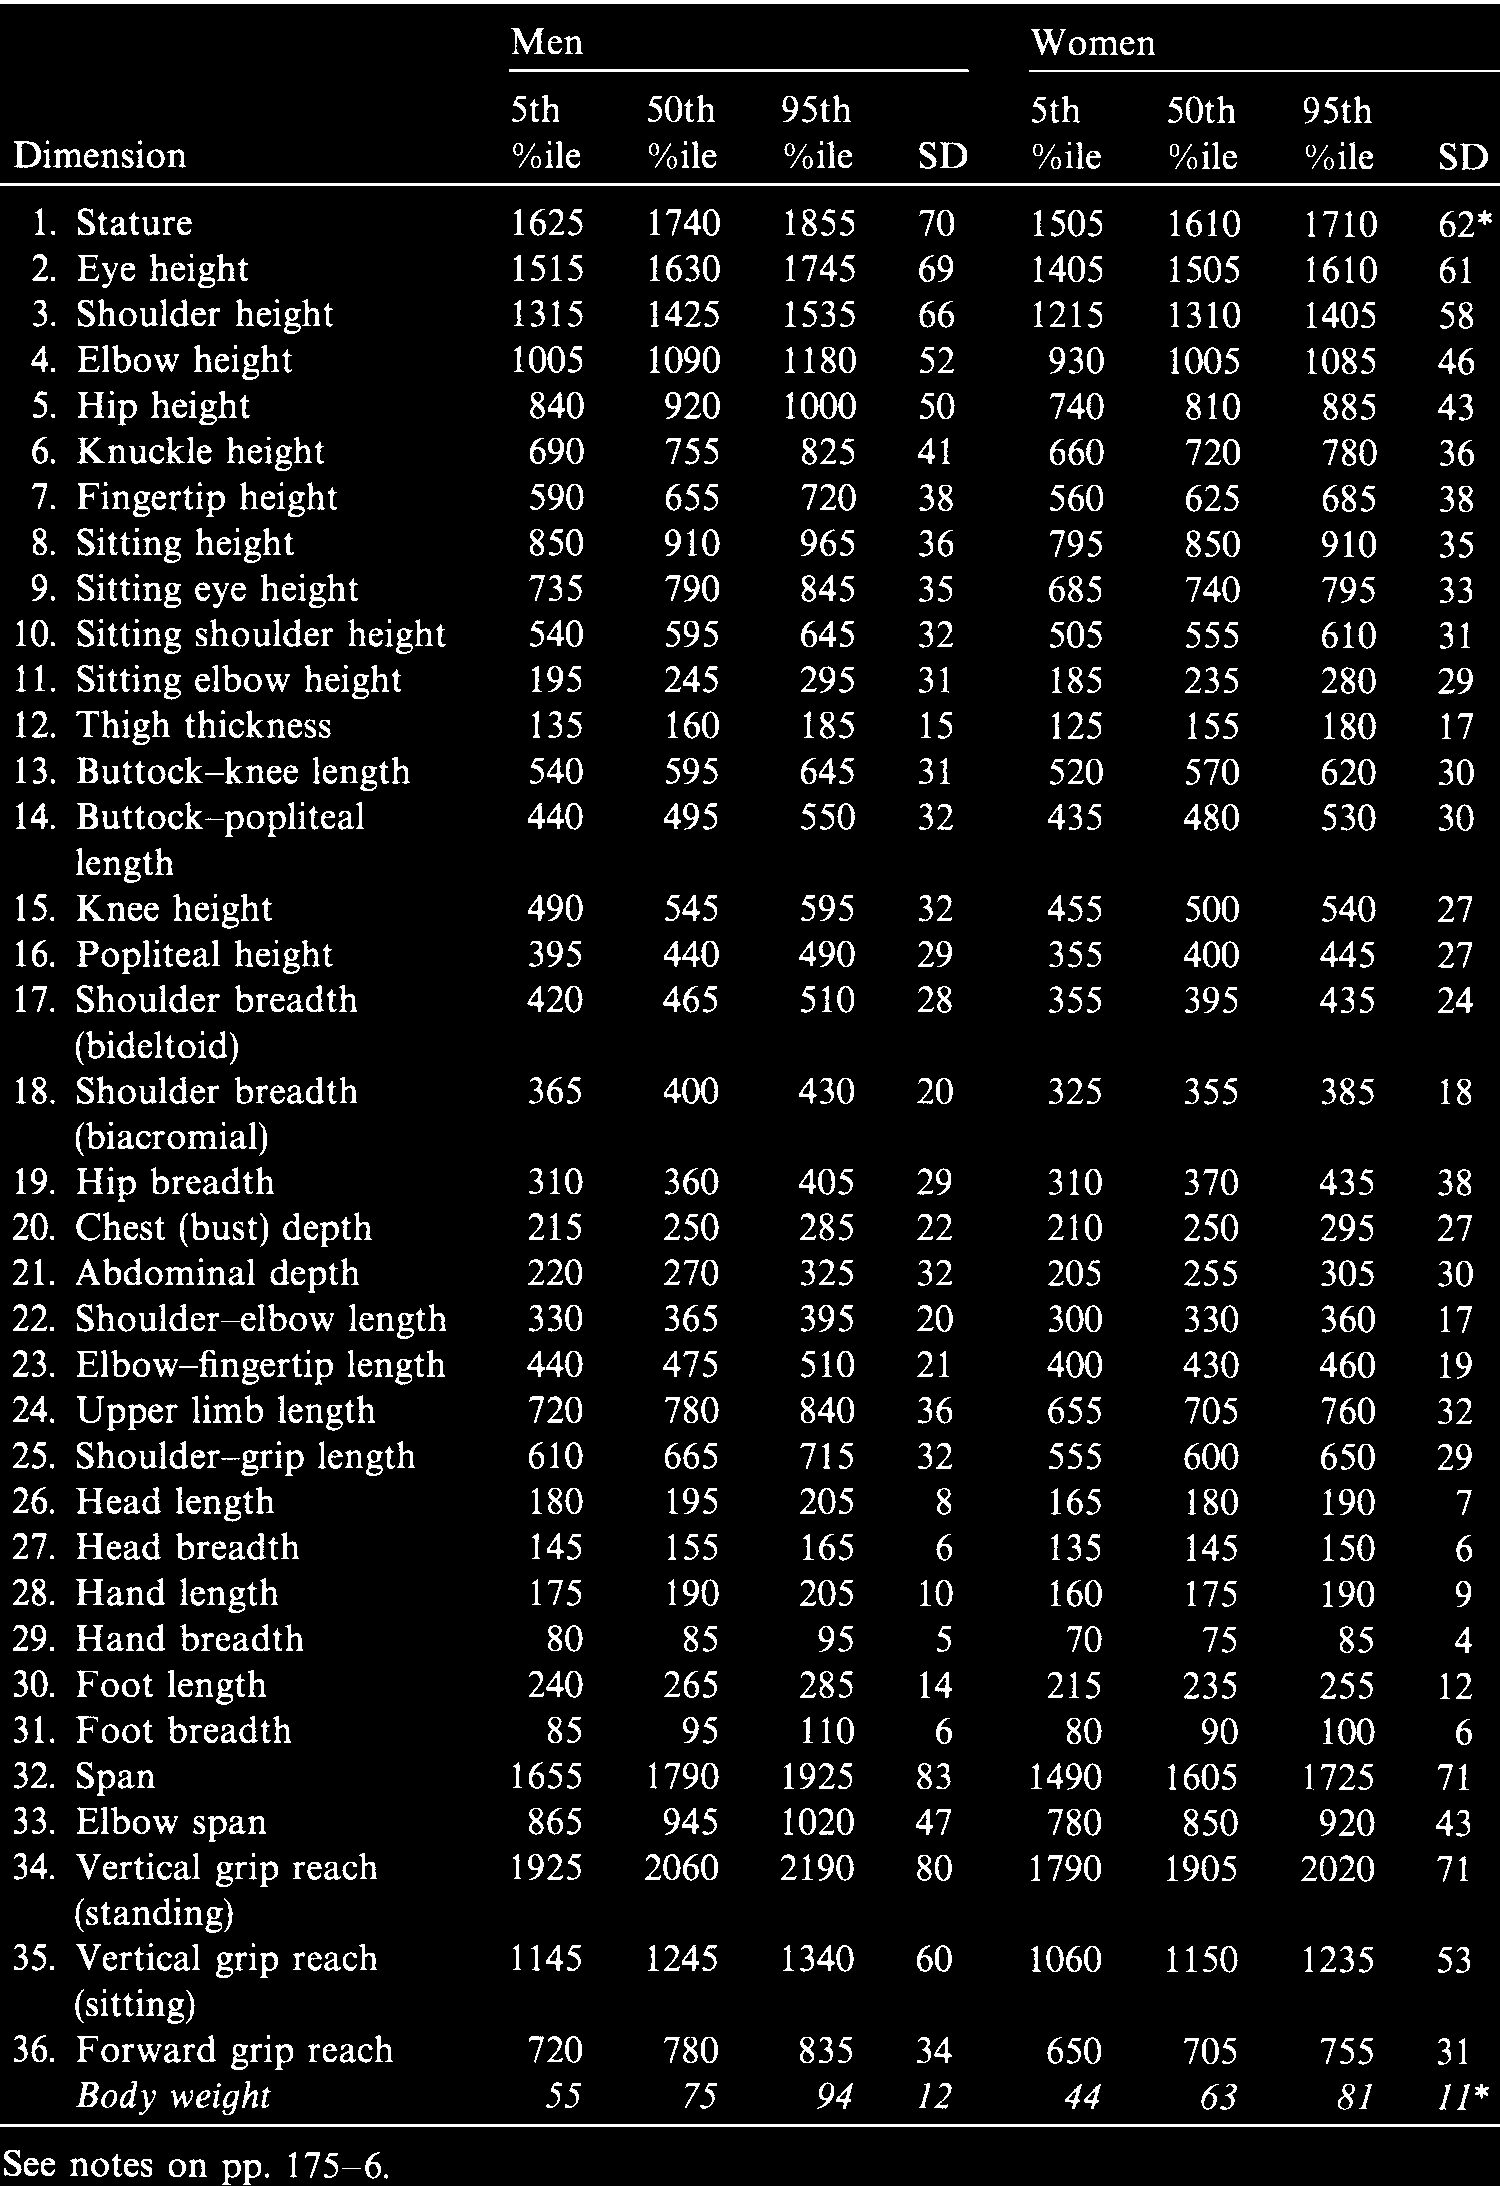 Men Women
5th 50th 95th 5th 50th 95th
Dimension %ile %ile %ile SD %ile %ile %ile SD
1. Stature 1625 1740 1855 70 1505 1610 1710 62*
2. Eye height 1515 1630 1745 69 1405 1505 1610 61
3. Shoulder height 1315 1425 1535 66 1215 1310 1405 58
4. Elbow height 1005 1090 1180 52 930 1005 1085 46
5. Hip height 840 920 1000 50 740 810 885 43
6. Knuckle height 690 755 825 41 660 720 780 36
7. Fingertip height 590 655 720 38 560 625 685 38
8. Sitting height 850 910 965 36 795 850 910 35
9. Sitting eye height 735 790 845 35 685 740 795 33
10. Sitting shoulder height 540 595 645 32 505 555 610 31
11. Sitting elbow height 195 245 295 31 185 235 280 29
12. Thigh thickness 135 160 185 15 125 155 180 17
13. Buttock–knee length 540 595 645 31 520 570 620 30
14. Buttock–popliteal 440 495 550 32 435 480 530 30
length
15. Knee height 490 545 595 32 455 500 540 27
16. Popliteal height 395 440 490 29 355 400 445 27
17. Shoulder breadth 420 465 510 28 355 395 435 24
(bideltoid)
18. Shoulder breadth 365 400 430 20 325 355 385 18
(biacromial)
19. Hip breadth 310 360 405 29 310 370 435 38
20. Chest (bust) depth 215 250 285 22 210 250 295 27
21. Abdominal depth 220 270 325 32 205 255 305 30
22. Shoulder–elbow length 330 365 395 20 300 330 360 17
23. Elbow–fingertip length 440 475 510 21 400 430 460 19
24. Upper limb length 720 780 840 36 655 705 760 32
25. Shoulder–grip length 610 665 715 32 555 600 650 29
26. Head length 180 195 205 8 165 180 190 7
27. Head breadth 145 155 165 6 135 145 150 6
28. Hand length 175 190 205 10 160 175 190 9
29. Hand breadth 80 85 95 5 70 75 85 4
30. Foot length 240 265 285 14 215 235 255 12
31. Foot breadth 85 95 110 6 80 90 100 6
32. Span 1655 1790 1925 83 1490 1605 1725 71
33. Elbow span 865 945 1020 47 780 850 920 43
34. Vertical grip reach 1925 2060 2190 80 1790 1905 2020 71
(standing)
35. Vertical grip reach 1145 1245 1340 60 1060 1150 1235 53
(sitting)
36. Forward grip reach 720 780 835 34 650 705 755 31
Body weight 55 75 94 12 44 63 81 11*
See notes on pp. 175–6.